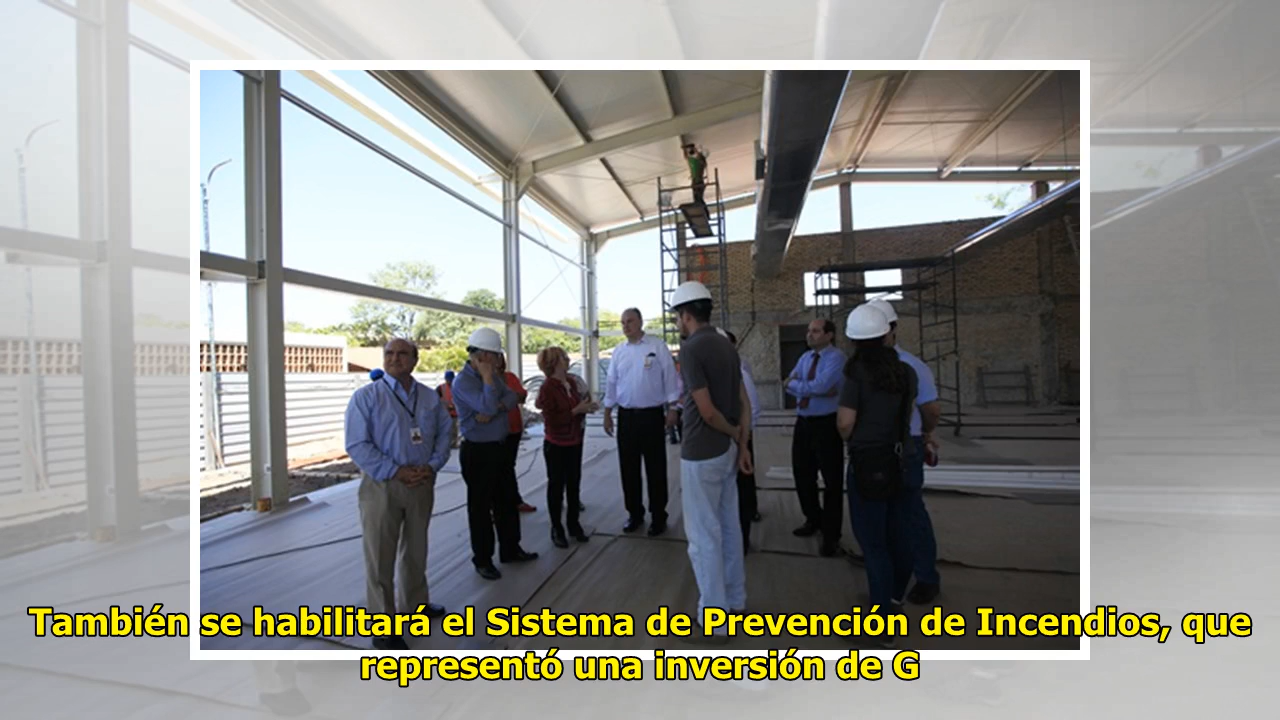 También se habilitará el Sistema de Prevención de Incendios, que
representó una inversión de G